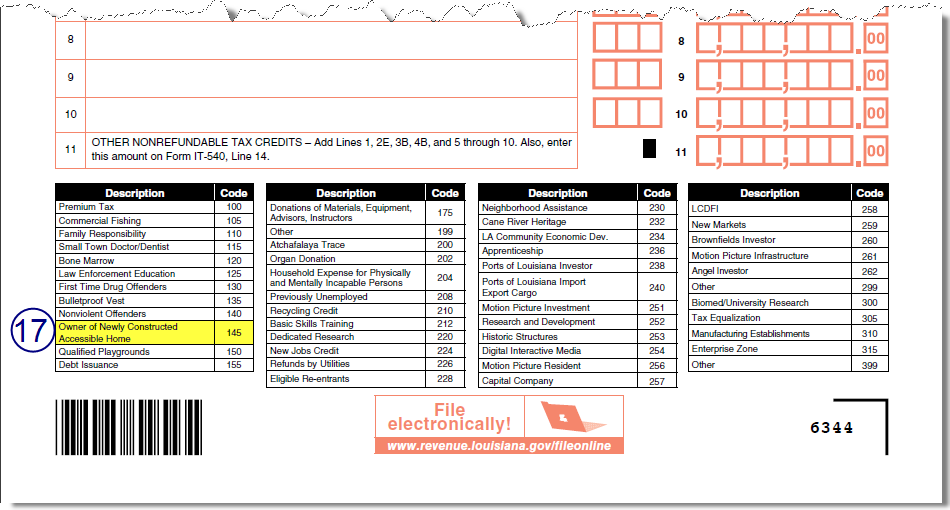 8 8 .00
9 9 .00
10 10 .00
11 OTHER NONREFUNDABLE TAX CREDITS – Add Lines 1, 2E, 3B, 4B, and 5 through 10. Also, enter
this amount on Form IT-540, Line 14. 11 .00
Description Code
Premium Tax 100
Commercial Fishing 105
Family Responsibility 110
Small Town Doctor/Dentist 115
Bone Marrow 120
Law Enforcement Education 125
First Time Drug Offenders 130
Bulletproof Vest 135
Nonviolent Offenders 140
17
Owner of Newly Constructed
Accessible Home 145
Qualified Playgrounds 150
Debt Issuance 155
Description Code
Donations of Materials, Equipment,
Advisors, Instructors 175
Other 199
Atchafalaya Trace 200
Organ Donation 202
Household Expense for Physically
and Mentally Incapable Persons 204
Previously Unemployed 208
Recycling Credit 210
Basic Skills Training 212
Dedicated Research 220
New Jobs Credit 224
Refunds by Utilities 226
Eligible Re-entrants 228
Description Code
Neighborhood Assistance 230
Cane River Heritage 232
LA Community Economic Dev. 234
Apprenticeship 236
Ports of Louisiana Investor 238
Ports of Louisiana Import
Export Cargo 240
Motion Picture Investment 251
Research and Development 252
Historic Structures 253
Digital Interactive Media 254
Motion Picture Resident 256
Capital Company 257
Description Code
LCDFI 258
New Markets 259
Brownfields Investor 260
Motion Picture Infrastructure 261
Angel Investor 262
Other 299
Biomed/University Research 300
Tax Equalization 305
Manufacturing Establishments 310
Enterprise Zone 315
Other 399
File
electronically!
www.revenue.louisiana.gov/fileonline
6344